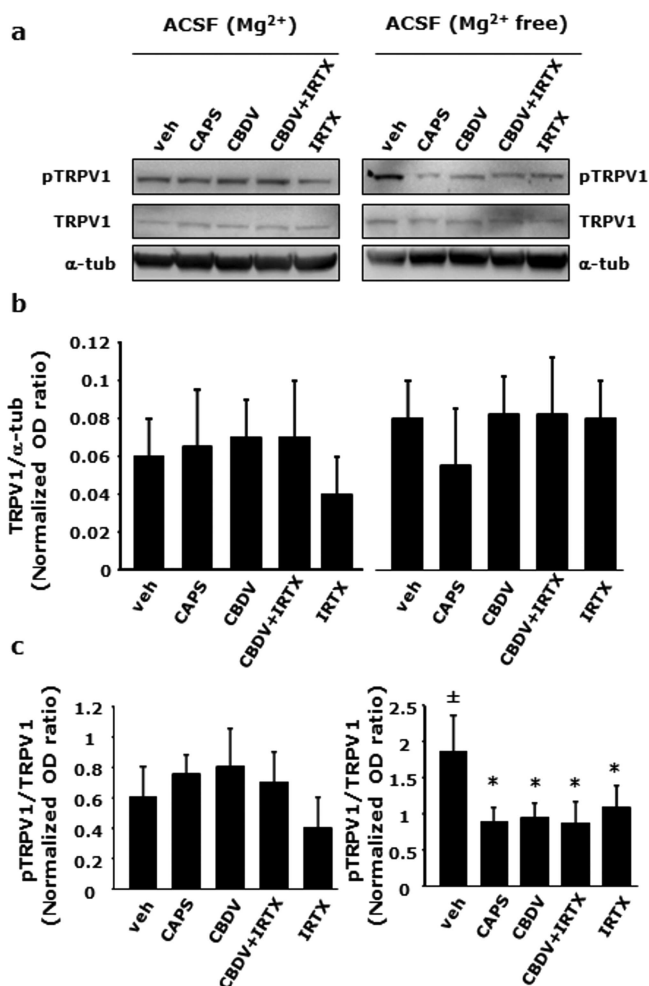 a
ACSF (Mg²⁺)
ACSF (Mg²⁺ free)
veh
CAPS
CBDV
CBDV+IRTX
IRTX
veh
CAPS
CBDV
CBDV+IRTX
IRTX
pTRPV1
pTRPV1
TRPV1
TRPV1
α-tub
α-tub
b
TRPV1/α-tub
(Normalized OD ratio)
0.12
0.1
0.08
0.06
0.04
0.02
0
veh
CAPS
CBDV
CBDV+IRTX
IRTX
veh
CAPS
CBDV
CBDV+IRTX
IRTX
c
pTRPV1/TRPV1
(Normalized OD ratio)
1.2
1
0.8
0.6
0.4
0.2
0
veh
CAPS
CBDV
CBDV+IRTX
IRTX
pTRPV1/TRPV1
(Normalized OD ratio)
2.5
2
1.5
1
0.5
0
±
* * * *
veh
CAPS
CBDV
CBDV+IRTX
IRTX